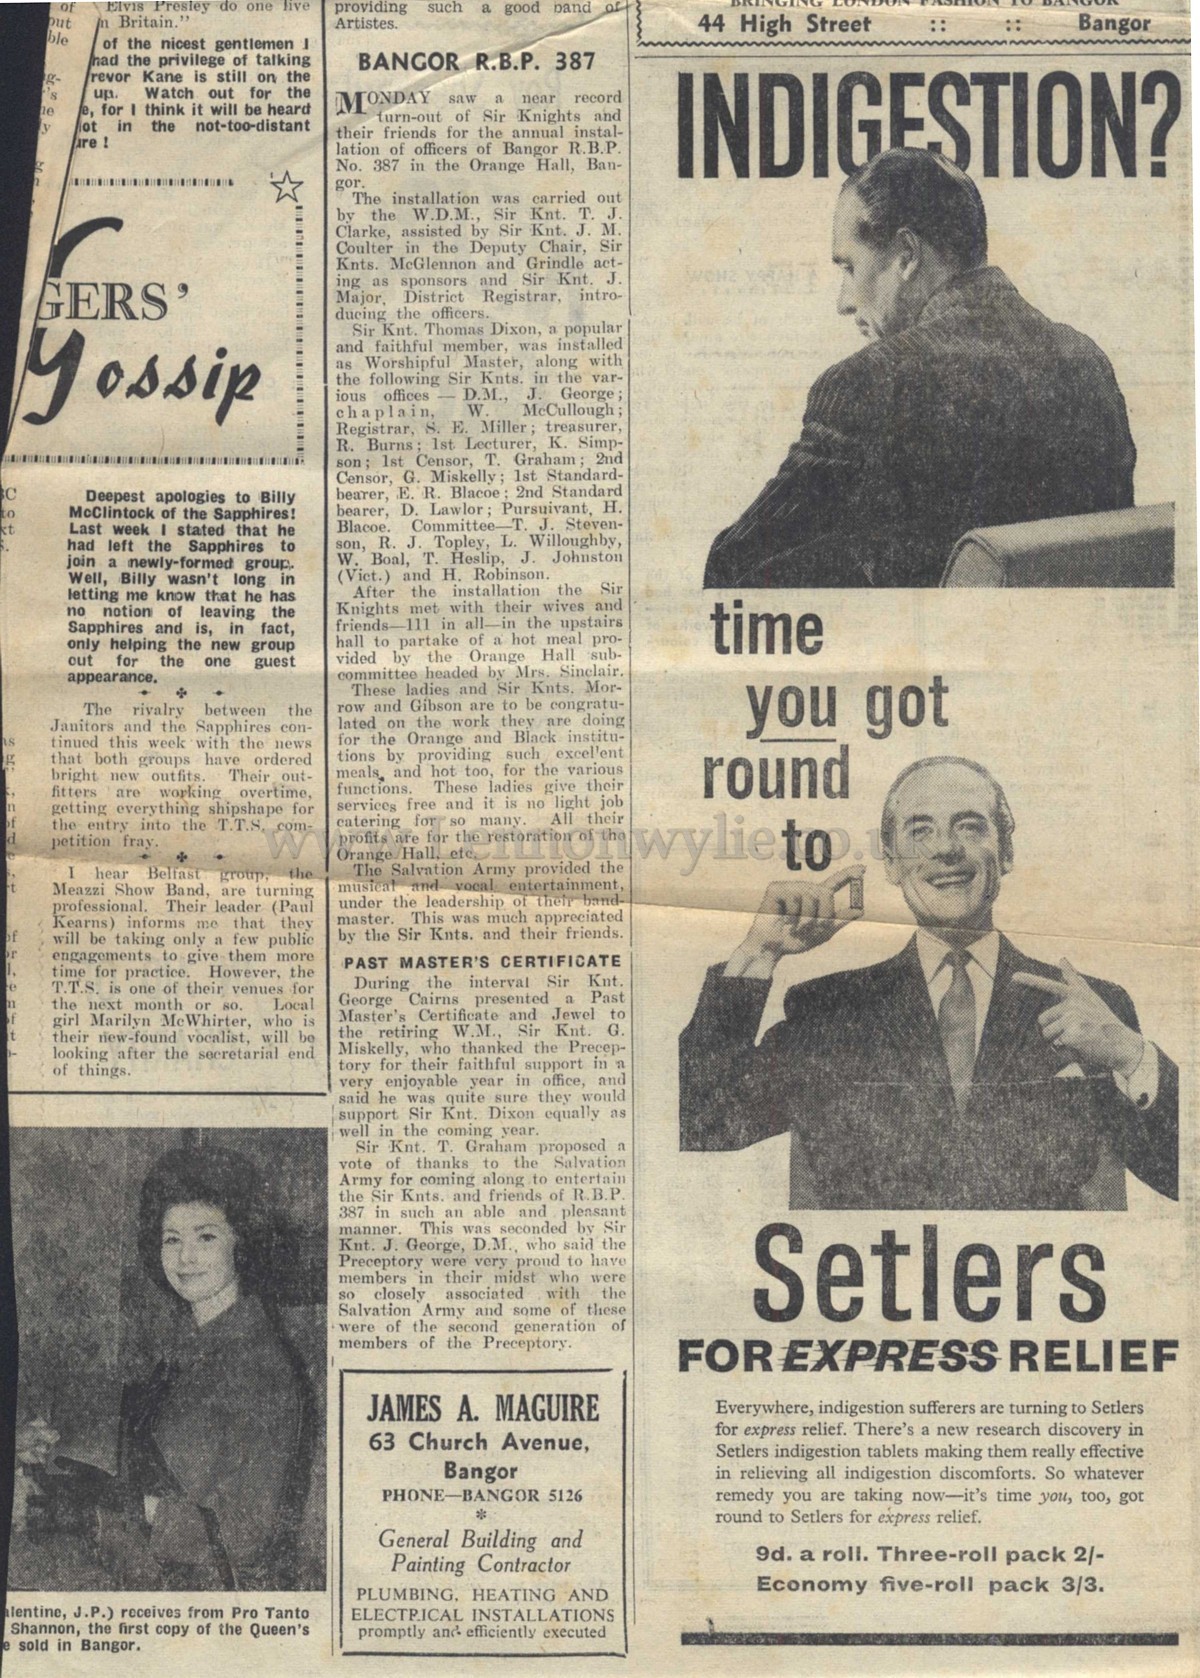 of
Elvis Presley do one live
out
in Britain."
ble
of the nicest gentlemen I
had the privilege of talking
revor Kane is still on the
up. Watch out for the
e, for I think it will be heard
ot in the not-too-distant
ure !
GERS'
Gossip
Deepest apologies to Billy
McClintock of the Sapphires!
Last week I stated that he
had left the Sapphires to
join a newly-formed group.
Well, Billy wasn't long in
letting me know that he has
no notion of leaving the
Sapphires and is, in fact,
only helping the new group
out for the one guest
appearance.
The rivalry between the
Janitors and the Sapphires con-
tinued this week with the news
that both groups have ordered
bright new outfits. Their out-
fitters are working overtime,
getting everything shipshape for
the entry into the T.T.S. com-
petition fray.
I hear Belfast group, the
Meazzi Show Band, are turning
professional. Their leader (Paul
Kearns) informs me that they
will be taking only a few public
engagements to give them more
time for practice. However, the
T.T.S. is one of their venues for
the next month or so. Local
girl Marilyn McWhirter, who is
their new-found vocalist, will be
looking after the secretarial end
of things.
alentine, J.P.) receives from Pro Tanto
Shannon, the first copy of the Queen's
e sold in Bangor.
providing such a good band of
Artistes.
BANGOR R.B.P. 387
MONDAY saw a near record
turn-out of Sir Knights and
their friends for the annual instal-
lation of officers of Bangor R.B.P.
No. 387 in the Orange Hall, Ban-
gor.
The installation was carried out
by the W.D.M., Sir Knt. T. J.
Clarke, assisted by Sir Knt. J. M.
Coulter in the Deputy Chair, Sir
Knts. McGlennon and Grindle act-
ing as sponsors and Sir Knt. J.
Major, District Registrar, intro-
ducing the officers.
Sir Knt. Thomas Dixon, a popular
and faithful member, was installed
as Worshipful Master, along with
the following Sir Knts. in the var-
ious offices — D.M., J. George;
chaplain, W. McCullough;
Registrar, S. E. Miller; treasurer,
R. Burns; 1st Lecturer, K. Simp-
son; 1st Censor, T. Graham; 2nd
Censor, G. Miskelly; 1st Standard-
bearer, E. R. Blacoe; 2nd Standard
bearer, D. Lawlor; Pursuivant, H.
Blacoe. Committee—T. J. Steven-
son, R. J. Topley, L. Willoughby,
W. Boal, T. Heslip, J. Johnston
(Vict.) and H. Robinson.
After the installation the Sir
Knights met with their wives and
friends—111 in all—in the upstairs
hall to partake of a hot meal pro-
vided by the Orange Hall sub-
committee headed by Mrs. Sinclair.
These ladies and Sir Knts. Mor-
row and Gibson are to be congratu-
lated on the work they are doing
for the Orange and Black institu-
tions by providing such excellent
meals, and hot too, for the various
functions. These ladies give their
services free and it is no light job
catering for so many. All their
profits are for the restoration of the
Orange Hall, etc.
The Salvation Army provided the
musical and vocal entertainment,
under the leadership of their band-
master. This was much appreciated
by the Sir Knts. and their friends.
PAST MASTER'S CERTIFICATE
During the interval Sir Knt.
George Cairns presented a Past
Master's Certificate and Jewel to
the retiring W.M., Sir Knt. G.
Miskelly, who thanked the Precep-
tory for their faithful support in a
very enjoyable year in office, and
said he was quite sure they would
support Sir Knt. Dixon equally as
well in the coming year.
Sir Knt. T. Graham proposed a
vote of thanks to the Salvation
Army for coming along to entertain
the Sir Knts. and friends of R.B.P.
387 in such an able and pleasant
manner. This was seconded by Sir
Knt. J. George, D.M., who said the
Preceptory were very proud to have
members in their midst who were
so closely associated with the
Salvation Army and some of these
were of the second generation of
members of the Preceptory.
JAMES A. MAGUIRE
63 Church Avenue,
Bangor
PHONE—BANGOR 5126
*
General Building and
Painting Contractor
PLUMBING, HEATING AND
ELECTRICAL INSTALLATIONS
promptly and efficiently executed
BRINGING LONDON FASHION TO BANGOR
44 High Street :: :: Bangor
INDIGESTION?
time
you got
round
to
Setlers
FOR EXPRESS RELIEF
Everywhere, indigestion sufferers are turning to Setlers
for express relief. There's a new research discovery in
Setlers indigestion tablets making them really effective
in relieving all indigestion discomforts. So whatever
remedy you are taking now—it's time you, too, got
round to Setlers for express relief.
9d. a roll. Three-roll pack 2/-
Economy five-roll pack 3/3.
www.lennonwylie.co.uk